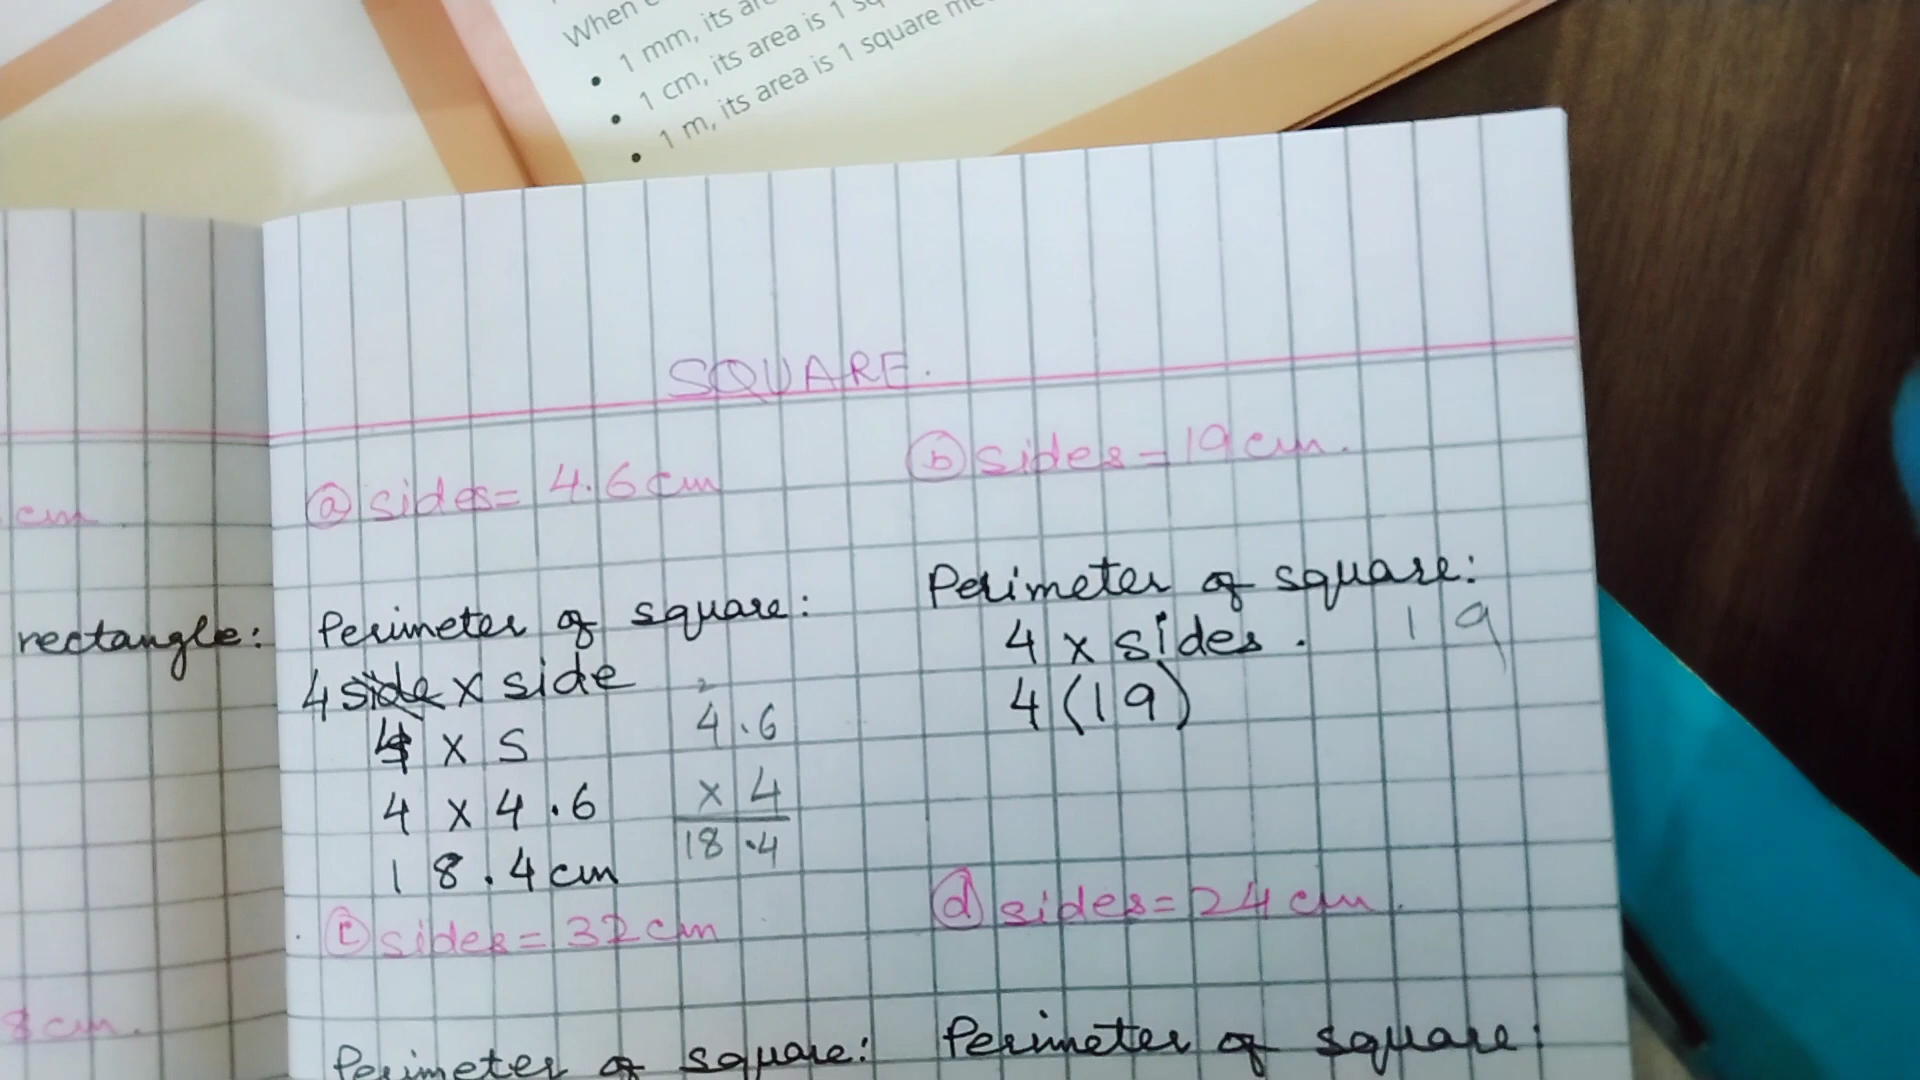 When
• 1 mm, its
• 1 cm, its area is 1
• 1 m, its area is 1 square
SQUARE.
cm
rectangle:
8 cm.
(a) sides = 4.6 cm
Perimeter of square:
4 side x side
4 x S
4 x 4.6
18.4 cm
2
4.6
x 4
18.4
(b) sides = 19 cm.
Perimeter of square:
4 x sides.
4 (19)
19
(c) sides = 32 cm
Perimeter of square:
(d) sides = 24 cm.
Perimeter of square: